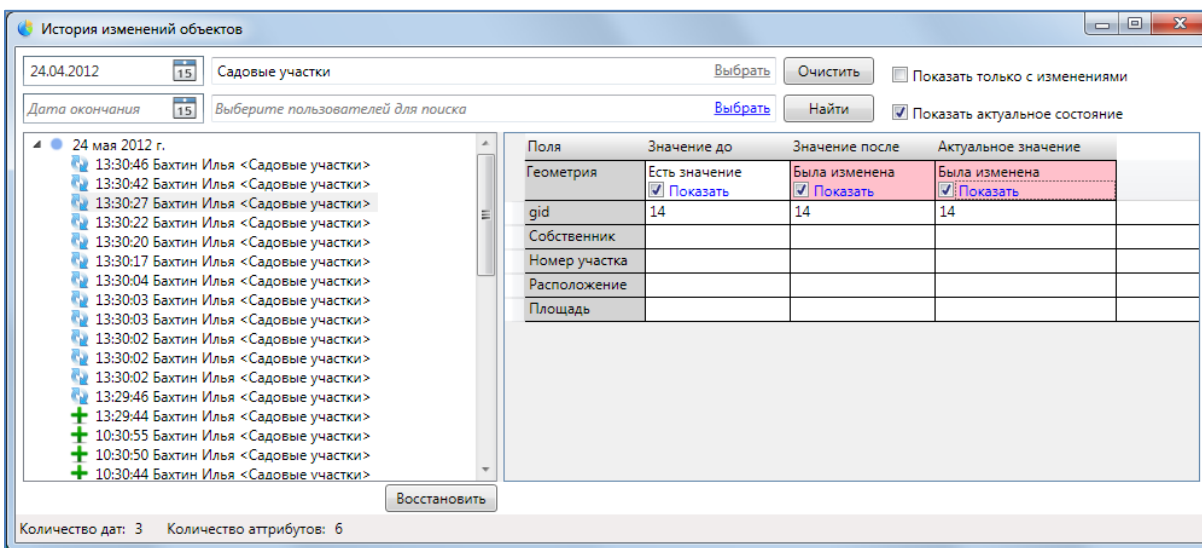 История изменений объектов
24.04.2012 15 Садовые участки Выбрать Очистить Показать только с изменениями
Дата окончания 15 Выберите пользователей для поиска Выбрать Найти Показать актуальное состояние
24 мая 2012 г.
13:30:46 Бахтин Илья <Садовые участки>
13:30:42 Бахтин Илья <Садовые участки>
13:30:27 Бахтин Илья <Садовые участки>
13:30:22 Бахтин Илья <Садовые участки>
13:30:20 Бахтин Илья <Садовые участки>
13:30:17 Бахтин Илья <Садовые участки>
13:30:04 Бахтин Илья <Садовые участки>
13:30:03 Бахтин Илья <Садовые участки>
13:30:03 Бахтин Илья <Садовые участки>
13:30:02 Бахтин Илья <Садовые участки>
13:30:02 Бахтин Илья <Садовые участки>
13:30:02 Бахтин Илья <Садовые участки>
13:29:46 Бахтин Илья <Садовые участки>
13:29:44 Бахтин Илья <Садовые участки>
10:30:55 Бахтин Илья <Садовые участки>
10:30:50 Бахтин Илья <Садовые участки>
10:30:44 Бахтин Илья <Садовые участки>
Поля Значение до Значение после Актуальное значение
Геометрия Есть значение Была изменена Была изменена
Показать Показать Показать
gid 14 14 14
Собственник
Номер участка
Расположение
Площадь
Восстановить
Количество дат: 3 Количество аттрибутов: 6